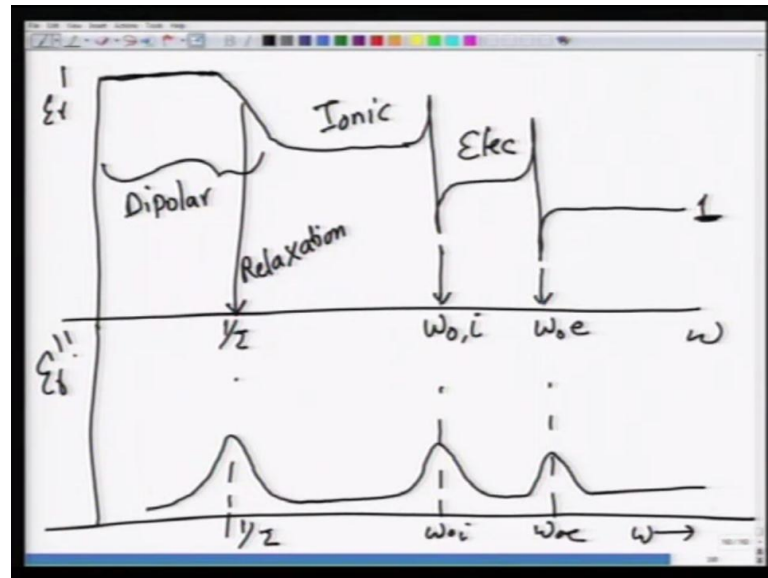 εr'
Ionic
Elec
Dipolar
1
Relaxation
1/τ
ω0,i
ω0e
ω
εr''
1/τ
ω0i
ω0e
ω→